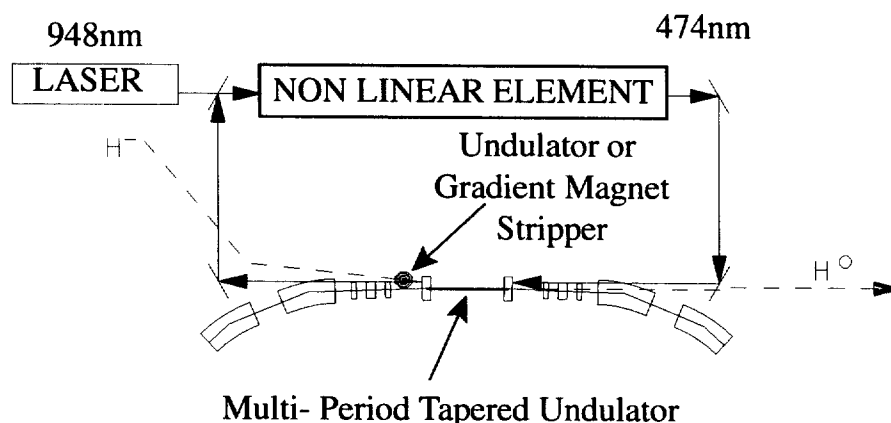 948nm
474nm
LASER
NON LINEAR ELEMENT
H⁻
Undulator or
Gradient Magnet
Stripper
H°
Multi- Period Tapered Undulator